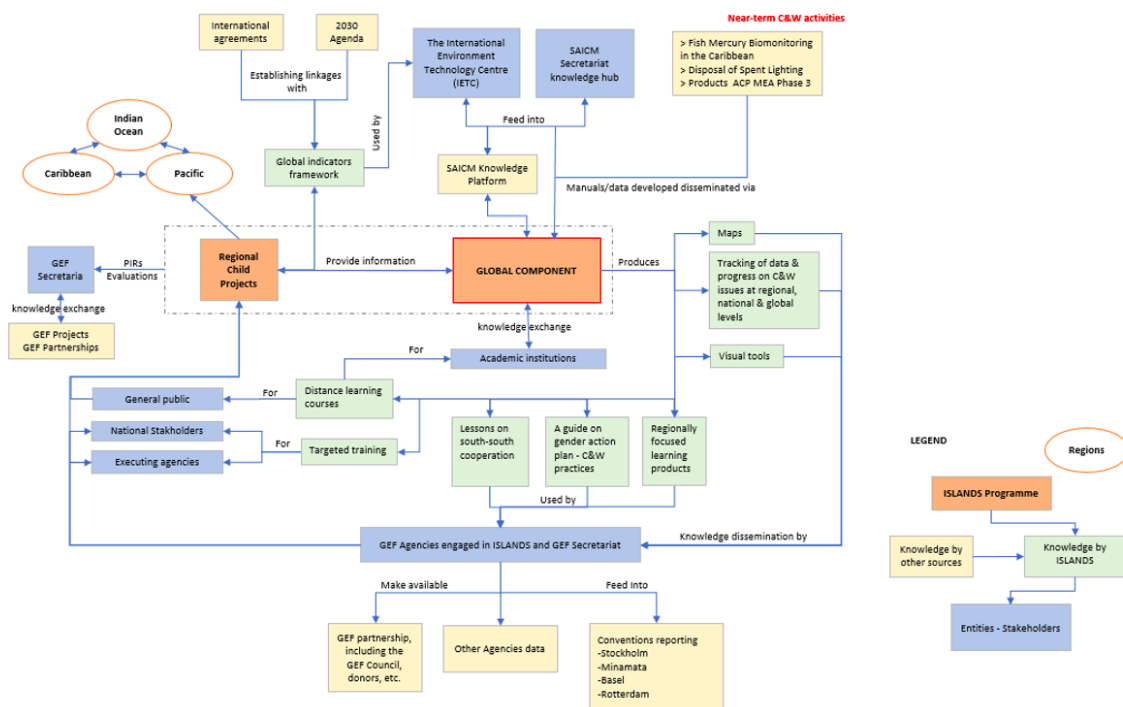 Near-term C&W activities
International
agreements
2030
Agenda
The International
Environment
Technology Centre
(IETC)
SAICM
Secretariat
knowledge hub
> Fish Mercury Biomonitoring
in the Caribbean
> Disposal of Spent Lighting
> Products ACP MEA Phase 3
Establishing linkages
with
Used by
Feed into
Indian
Ocean
Caribbean
Pacific
Global indicators
framework
SAICM Knowledge
Platform
Manuals/data developed disseminated via
Maps
GEF
Secretaria
PIRs
Evaluations
Regional
Child
Projects
Provide information
GLOBAL COMPONENT
Produces
Tracking of data &
progress on C&W
issues at regional,
national & global
levels
knowledge exchange
GEF Projects
GEF Partnerships
knowledge exchange
For
Academic institutions
Visual tools
General public
For
Distance learning
courses
National Stakholders
For
Targeted training
Executing agencies
Lessons on
south-south
cooperation
A guide on
gender action
plan - C&W
practices
Regionally
focused
learning
products
Used by
GEF Agencies engaged in ISLANDS and GEF Secretariat
Knowledge dissemination by
Make available
Feed Into
GEF partnership,
including the
GEF Council,
donors, etc.
Other Agencies data
Conventions reporting
-Stockholm
-Minamata
-Basel
-Rotterdam
LEGEND
Regions
ISLANDS Programme
Knowledge by
other sources
Knowledge by
ISLANDS
Entities - Stakeholders